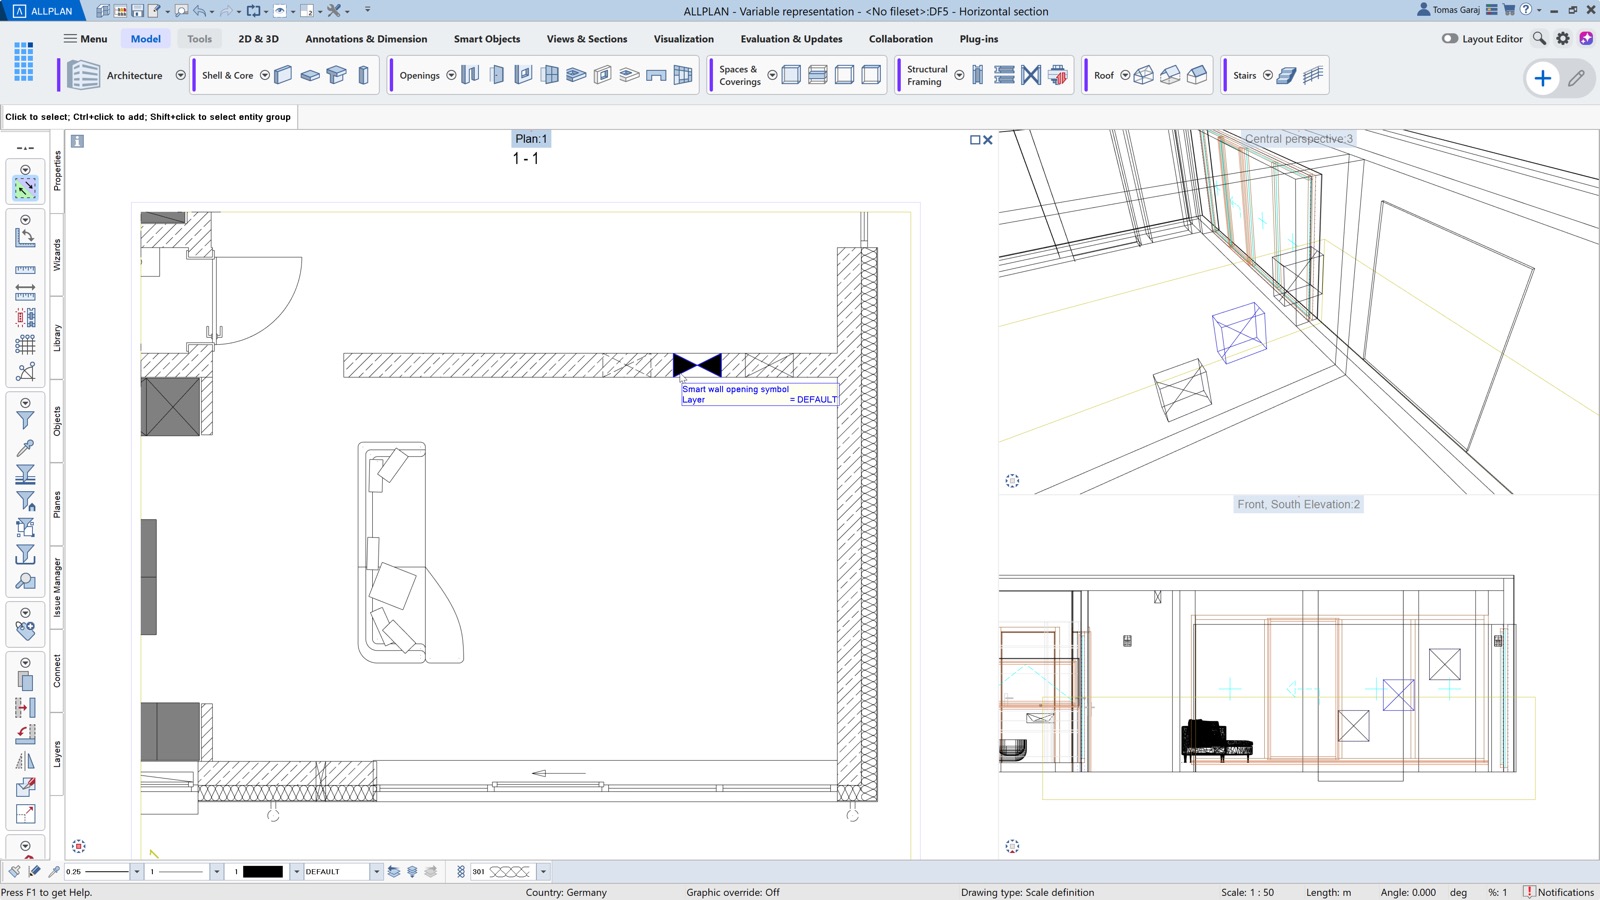 ALLPLAN
ALLPLAN - Variable representation - <No fileset>:DF5 - Horizontal section
Tomas Garaj
Menu
Model
Tools
2D & 3D
Annotations & Dimension
Smart Objects
Views & Sections
Visualization
Evaluation & Updates
Collaboration
Plug-ins
Layout Editor
Architecture
Shell & Core
Openings
Spaces &
Coverings
Structural
Framing
Roof
Stairs
Click to select; Ctrl+click to add; Shift+click to select entity group
Properties
Wizards
Library
Objects
Planes
Issue Manager
Connect
Layers
Plan:1
1 - 1
Smart wall opening symbol
Layer = DEFAULT
Central perspective:3
Front, South Elevation:2
0.25
1
1
DEFAULT
301
Press F1 to get Help.
Country: Germany
Graphic override: Off
Drawing type: Scale definition
Scale: 1 : 50
Length: m
Angle: 0.000
deg
%: 1
Notifications